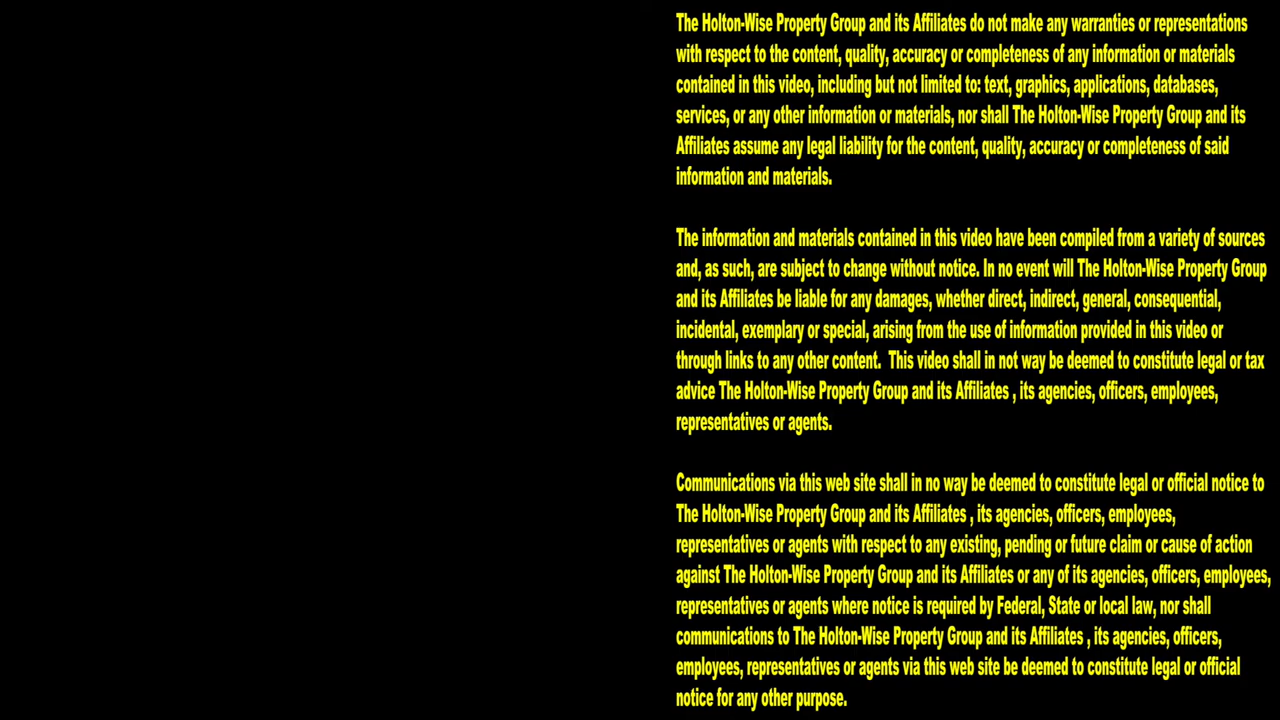 The Holton-Wise Property Group and its Affiliates do not make any warranties or representations
with respect to the content, quality, accuracy or completeness of any information or materials
contained in this video, including but not limited to: text, graphics, applications, databases,
services, or any other information or materials, nor shall The Holton-Wise Property Group and its
Affiliates assume any legal liability for the content, quality, accuracy or completeness of said
information and materials.
The information and materials contained in this video have been compiled from a variety of sources
and, as such, are subject to change without notice. In no event will The Holton-Wise Property Group
and its Affiliates be liable for any damages, whether direct, indirect, general, consequential,
incidental, exemplary or special, arising from the use of information provided in this video or
through links to any other content.  This video shall in not way be deemed to constitute legal or tax
advice The Holton-Wise Property Group and its Affiliates , its agencies, officers, employees,
representatives or agents.
Communications via this web site shall in no way be deemed to constitute legal or official notice to
The Holton-Wise Property Group and its Affiliates , its agencies, officers, employees,
representatives or agents with respect to any existing, pending or future claim or cause of action
against The Holton-Wise Property Group and its Affiliates or any of its agencies, officers, employees,
representatives or agents where notice is required by Federal, State or local law, nor shall
communications to The Holton-Wise Property Group and its Affiliates , its agencies, officers,
employees, representatives or agents via this web site be deemed to constitute legal or official
notice for any other purpose.